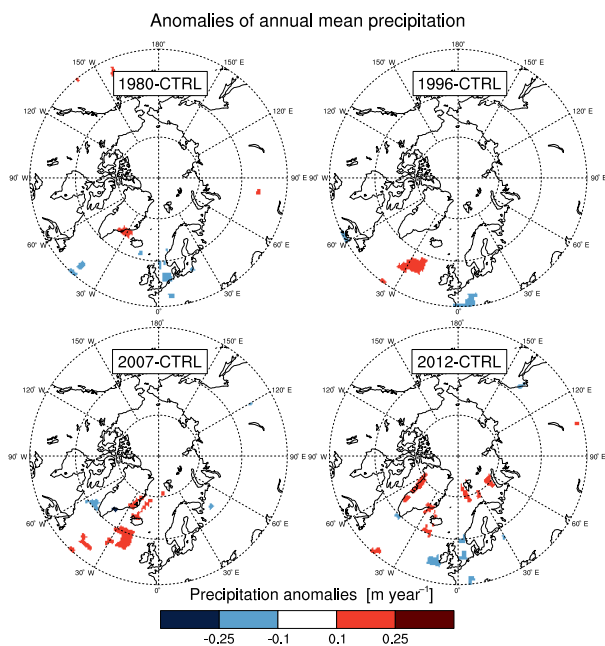 Anomalies of annual mean precipitation
180°
180°
1980-CTRL
1996-CTRL
150° W
150° E
150° W
150° E
120° W
120° E
120° W
120° E
90° W
90° E
90° W
90° E
60° W
60° E
60° W
60° E
30° W
30° E
30° W
30° E
0°
0°
180°
180°
2007-CTRL
2012-CTRL
150° W
150° E
150° W
150° E
120° W
120° E
120° W
120° E
90° W
90° E
90° W
90° E
60° W
60° E
60° W
60° E
30° W
30° E
30° W
30° E
0°
0°
Precipitation anomalies [m year⁻¹]
-0.25 -0.1 0.1 0.25